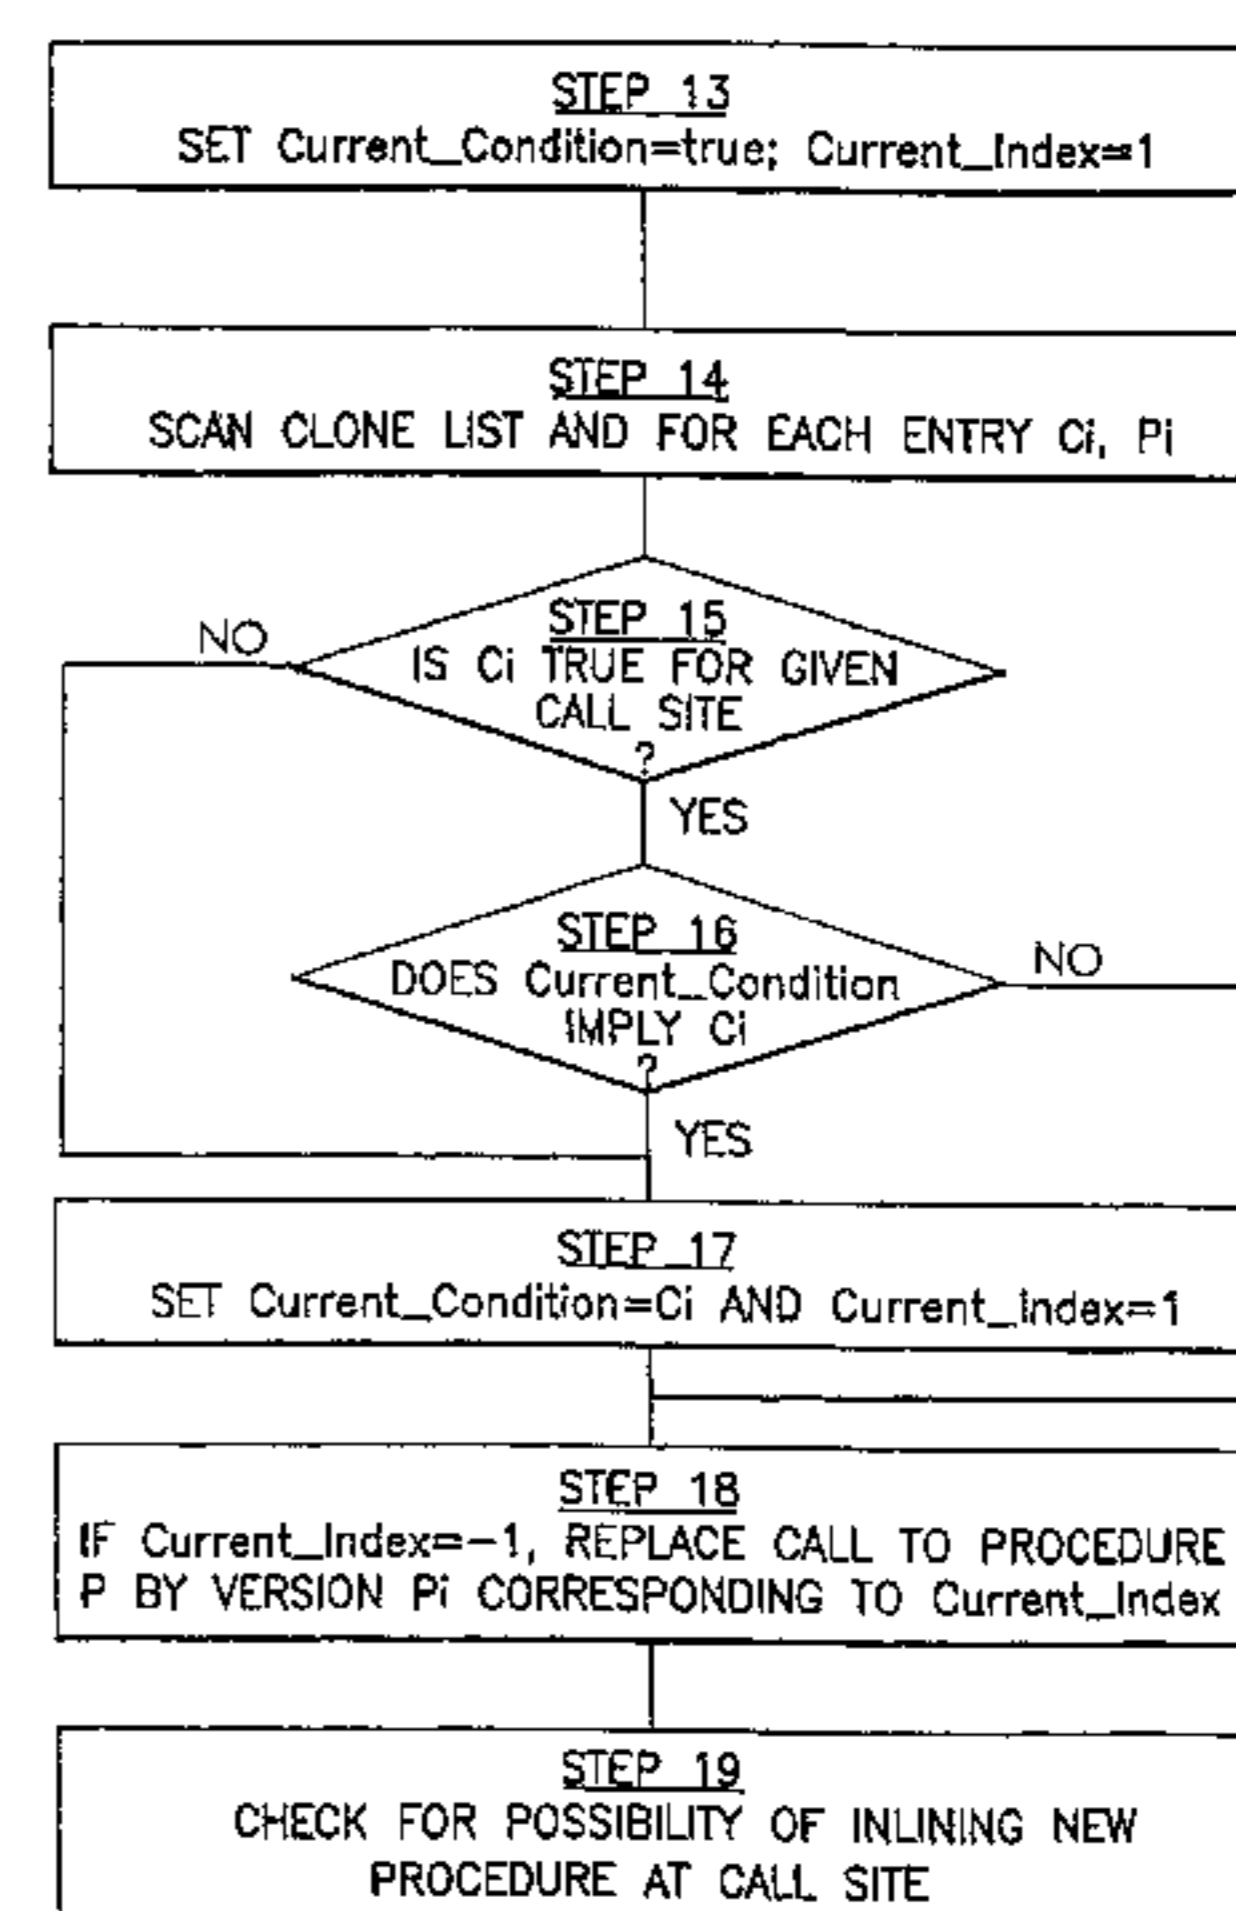 STEP 13
SET Current_Condition=true; Current_Index=1
STEP 14
SCAN CLONE LIST AND FOR EACH ENTRY Ci, Pi
NO
STEP 15
IS Ci TRUE FOR GIVEN
CALL SITE
?
YES
STEP 16
DOES Current_Condition
IMPLY Ci
?
NO
YES
STEP 17
SET Current_Condition=Ci AND Current_Index=1
STEP 18
IF Current_Index=-1, REPLACE CALL TO PROCEDURE
P BY VERSION Pi CORRESPONDING TO Current_Index
STEP 19
CHECK FOR POSSIBILITY OF INLINING NEW
PROCEDURE AT CALL SITE